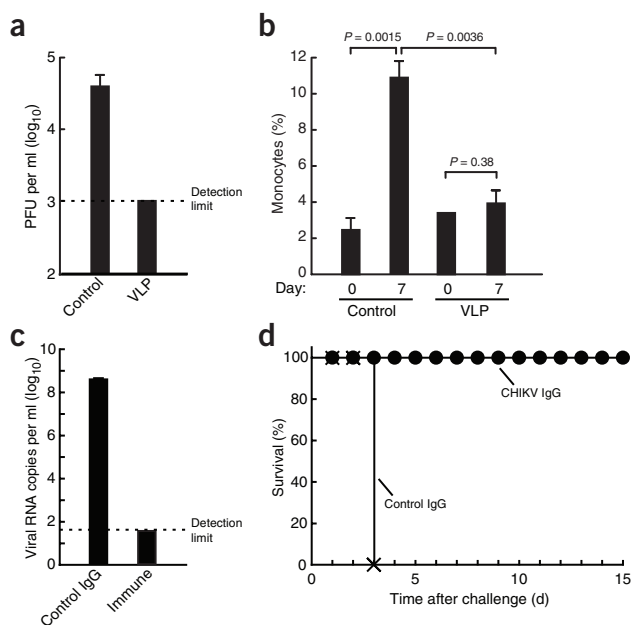 a
PFU per ml (log10)
5
4
3
2
Detection
limit
Control
VLP
b
Monocytes (%)
12
10
8
6
4
2
0
P = 0.0015
P = 0.0036
P = 0.38
Day: 0 7 0 7
Control VLP
c
Viral RNA copies per ml (log10)
10
8
6
4
2
0
Detection
limit
Control IgG
Immune
d
Survival (%)
100
80
60
40
20
0
CHIKV IgG
Control IgG
0 5 10 15
Time after challenge (d)